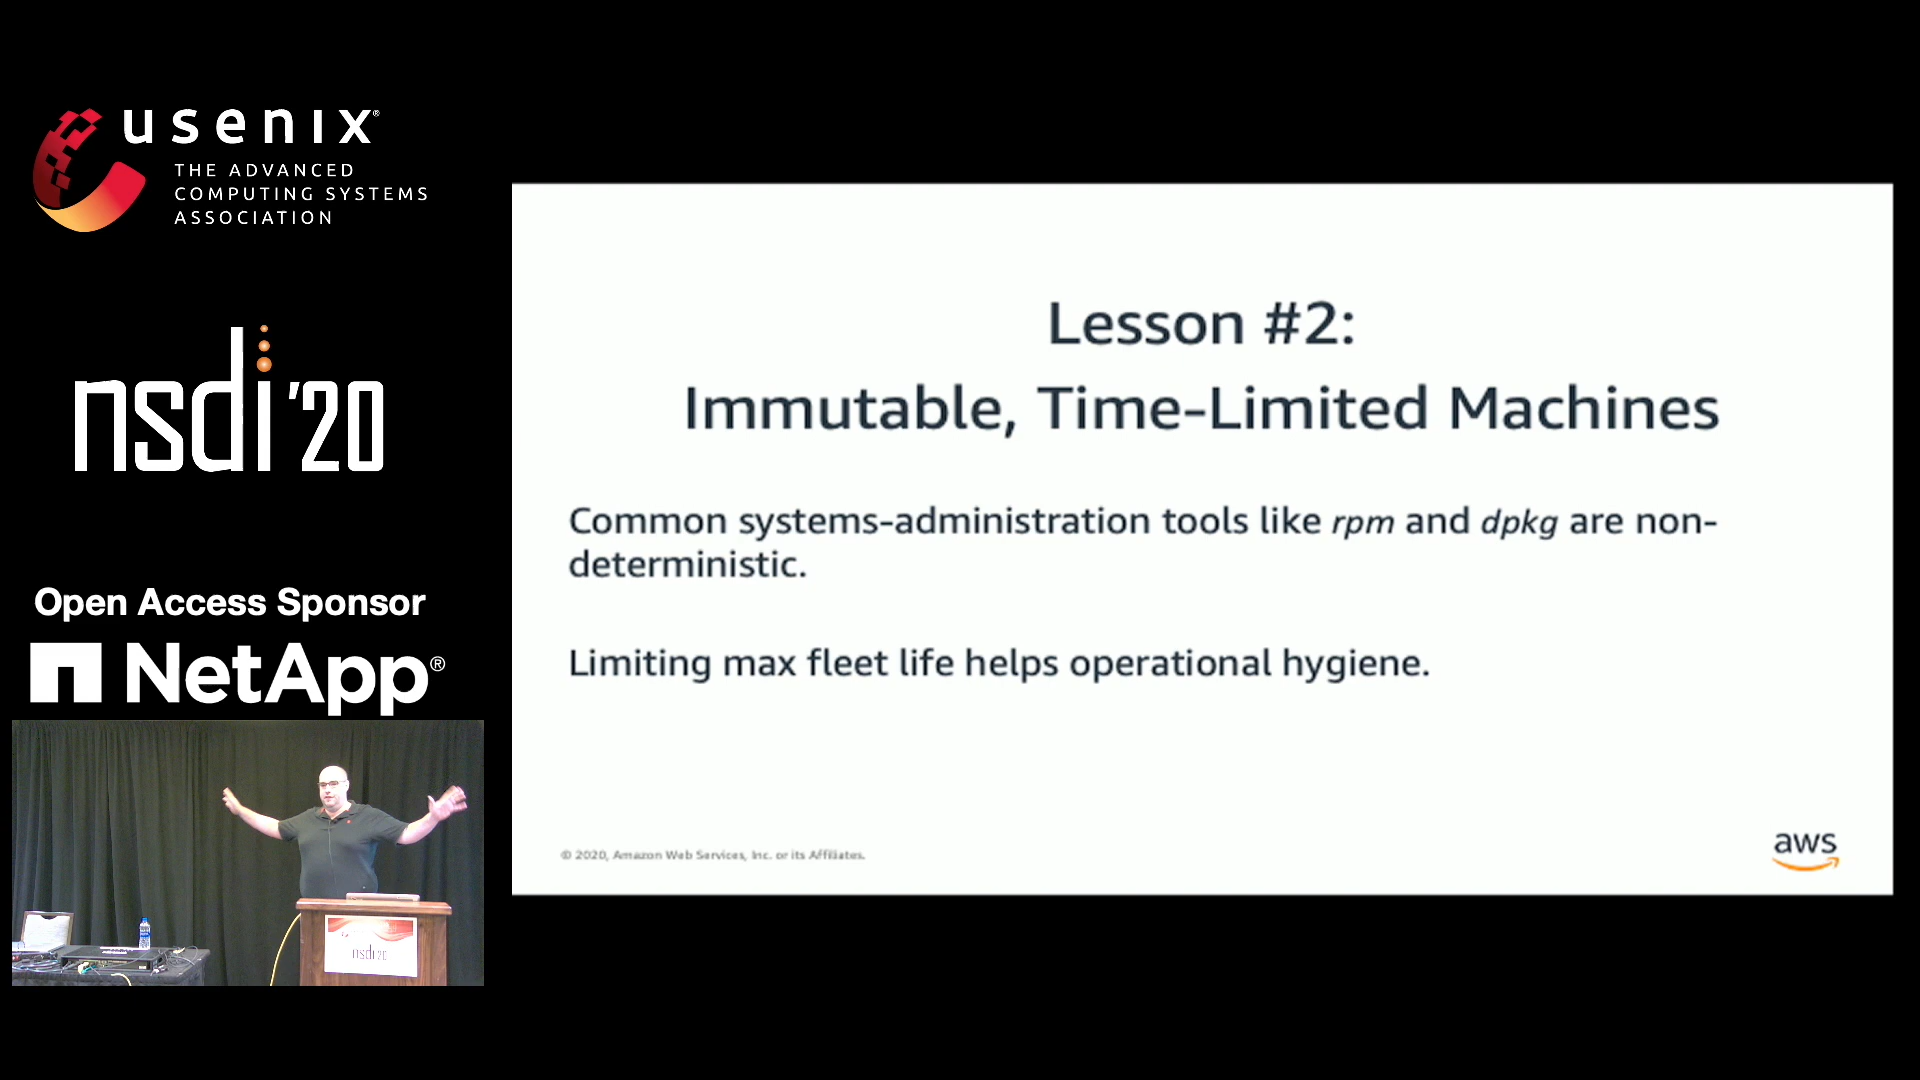 usenix®
THE ADVANCED
COMPUTING SYSTEMS
ASSOCIATION
nsdi'20
Open Access Sponsor
NetApp®
Lesson #2:
Immutable, Time-Limited Machines
Common systems-administration tools like rpm and dpkg are non-
deterministic.
Limiting max fleet life helps operational hygiene.
© 2020, Amazon Web Services, Inc. or its Affiliates.
aws
nsdi'20